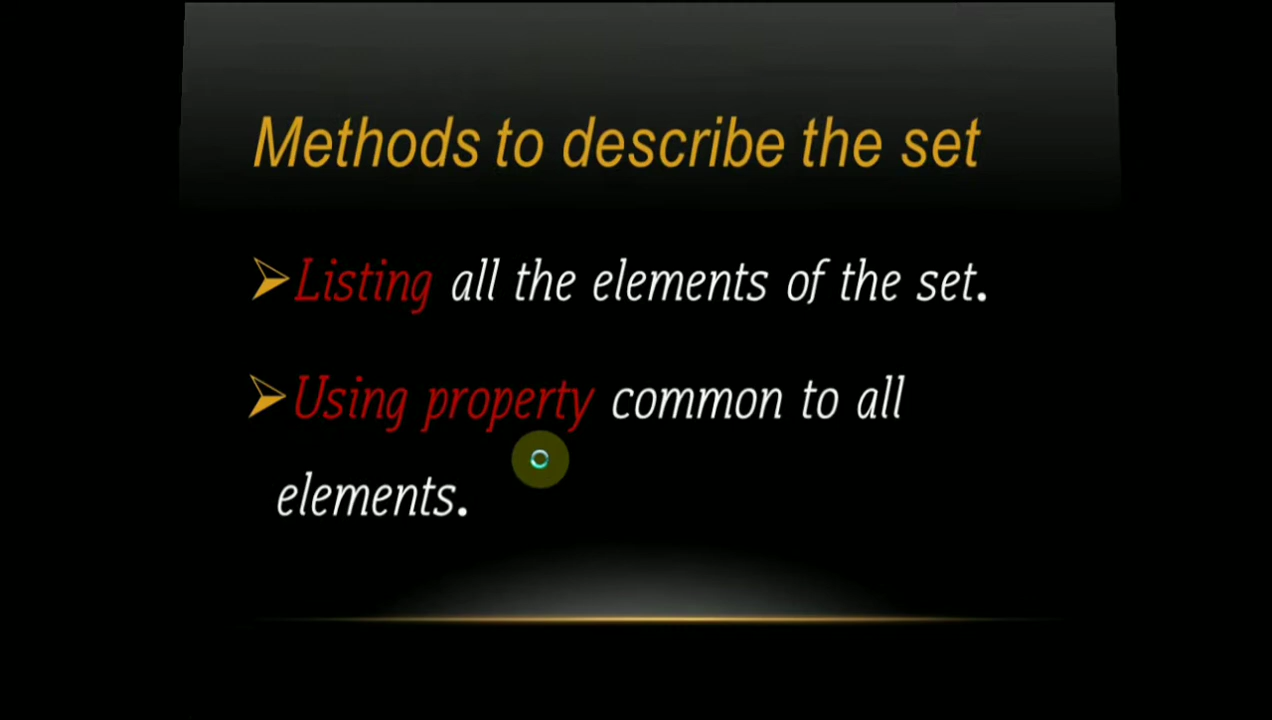 Methods to describe the set
Listing all the elements of the set.
Using property common to all
elements.